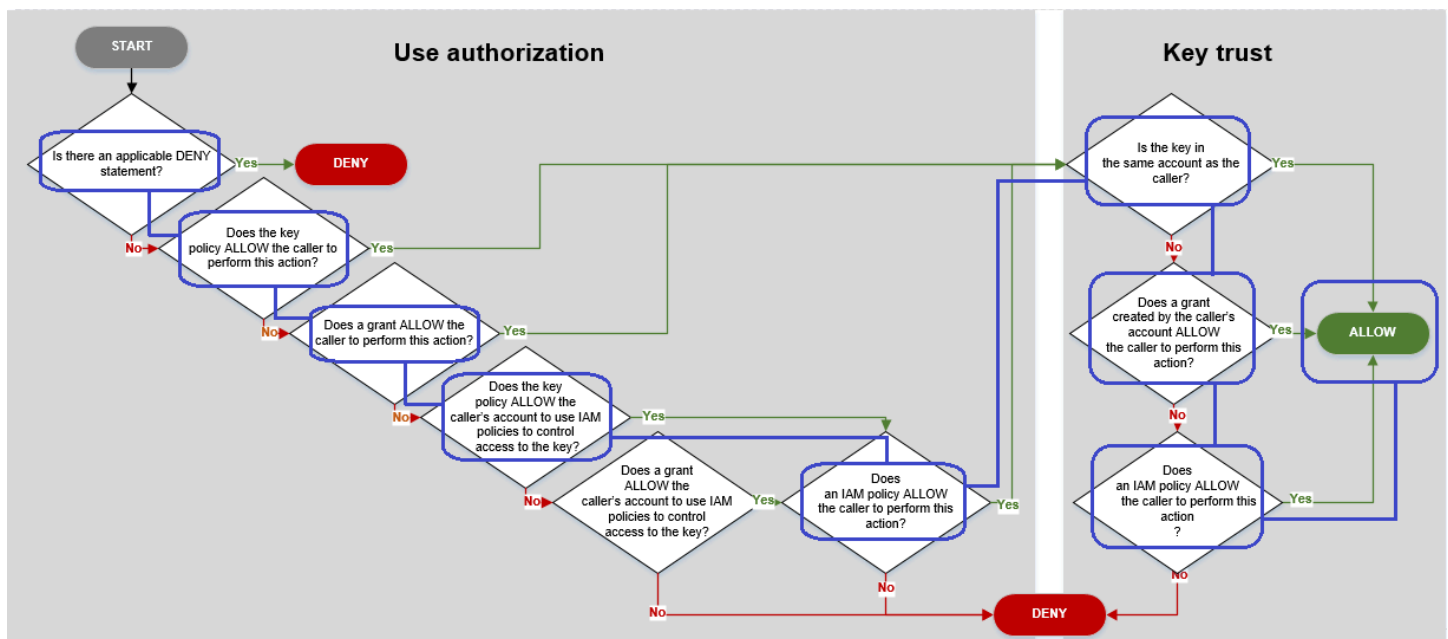 START
Use authorization
Key trust
Is there an applicable DENY
statement?
Yes
DENY
No
Does the key
policy ALLOW the caller to
perform this action?
Yes
No
Does a grant ALLOW the
caller to perform this action?
Yes
No
Does the key
policy ALLOW the
caller's account to use IAM
policies to control
access to the key?
Yes
No
Does a grant
ALLOW the
caller's account to use IAM
policies to control
access to the key?
Yes
No
Does
an IAM policy ALLOW
the caller to perform this
action?
Yes
No
Is the key in
the same account as the
caller?
Yes
No
Does a grant
created by the caller's
account ALLOW
the caller to perform this
action?
Yes
ALLOW
No
Does
an IAM policy ALLOW
the caller to perform this
action
?
Yes
No
DENY